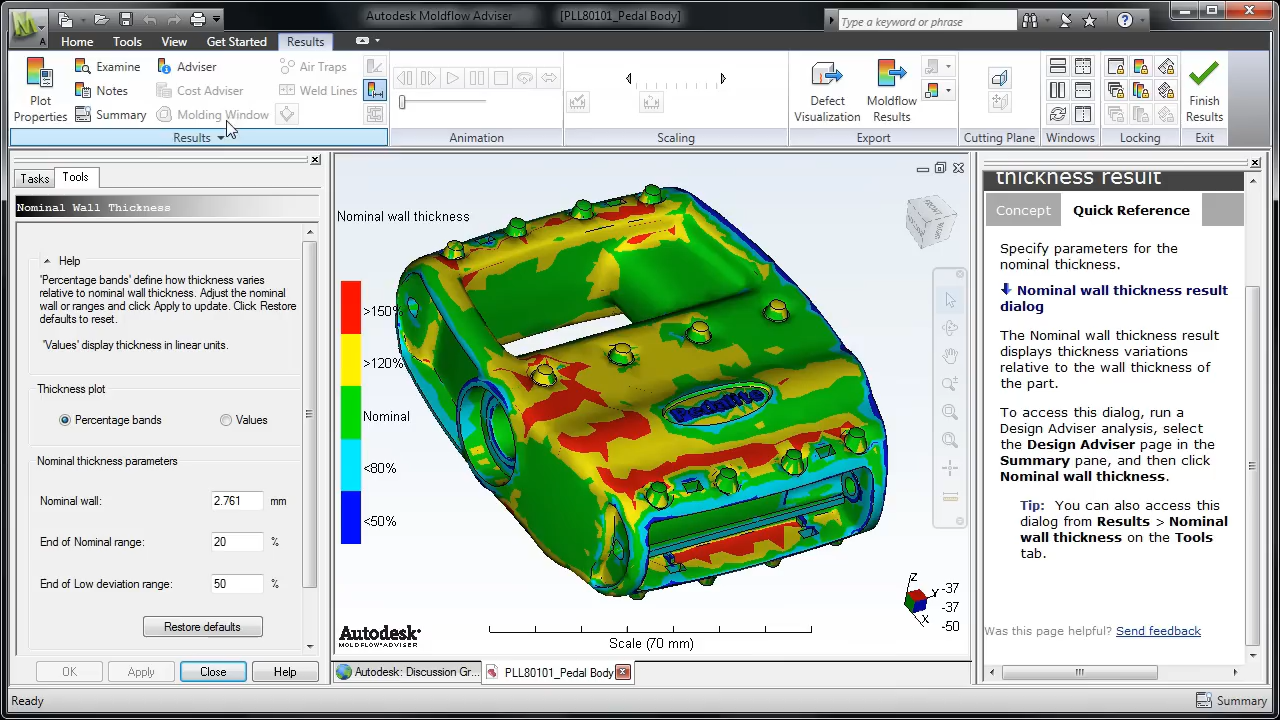 Autodesk Moldflow Adviser [PLL80101_Pedal Body]
Type a keyword or phrase
A
Home Tools View Get Started Results
Plot Properties
Examine
Notes
Summary
Adviser
Cost Adviser
Molding Window
Air Traps
Weld Lines
Defect Visualization
Moldflow Results
Finish Results
Results Animation Scaling Export Cutting Plane Windows Locking Exit
Tasks Tools
Nominal Wall Thickness
Help
'Percentage bands' define how thickness varies
relative to nominal wall thickness. Adjust the nominal
wall or ranges and click Apply to update. Click Restore
defaults to reset.
'Values' display thickness in linear units.
Thickness plot
Percentage bands Values
Nominal thickness parameters
Nominal wall: 2.761 mm
End of Nominal range: 20 %
End of Low deviation range: 50 %
Restore defaults
OK Apply Close Help
Nominal wall thickness
>150%
>120%
Nominal
<80%
<50%
Pedalite
Z
Y
X
-37
-37
-50
Autodesk
MOLDFLOW ADVISER
Scale (70 mm)
Autodesk: Discussion Gr... PLL80101_Pedal Body
thickness result
Concept Quick Reference
Specify parameters for the
nominal thickness.
Nominal wall thickness result
dialog
The Nominal wall thickness result
displays thickness variations
relative to the wall thickness of
the part.
To access this dialog, run a
Design Adviser analysis, select
the Design Adviser page in the
Summary pane, and then click
Nominal wall thickness.
Tip: You can also access this
dialog from Results > Nominal
wall thickness on the Tools
tab.
Was this page helpful? Send feedback
Ready Summary